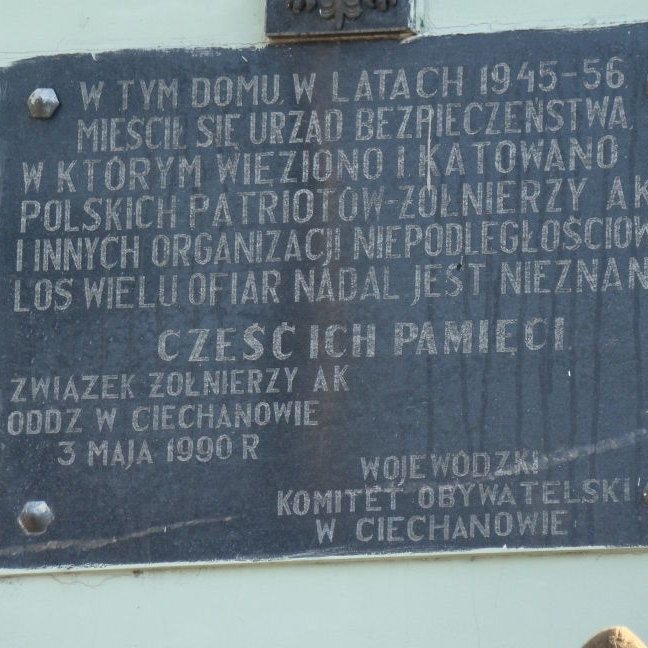 W TYM DOMU W LATACH 1945-56
MIEŚCIŁ SIĘ URZĄD BEZPIECZEŃSTWA,
W KTÓRYM WIĘZIONO I KATOWANO
POLSKICH PATRIOTÓW-ŻOŁNIERZY AK
I INNYCH ORGANIZACJI NIEPODLEGŁOŚCIOW
LOS WIELU OFIAR NADAL JEST NIEZNAN
CZEŚĆ ICH PAMIĘCI
ZWIĄZEK ŻOŁNIERZY AK
ODDZ W CIECHANOWIE
3 MAJA 1990 R
WOJEWÓDZKI
KOMITET OBYWATELSKI
W CIECHANOWIE